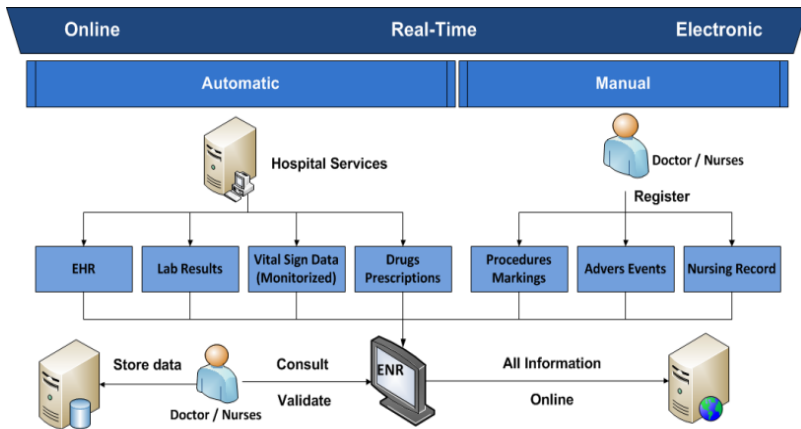 Online Real-Time Electronic
Automatic Manual
Hospital Services
Doctor / Nurses
Register
EHR
Lab Results
Vital Sign Data
(Monitorized)
Drugs
Prescriptions
Procedures
Markings
Advers Events
Nursing Record
Store data
Doctor / Nurses
Consult
Validate
ENR
All Information
Online